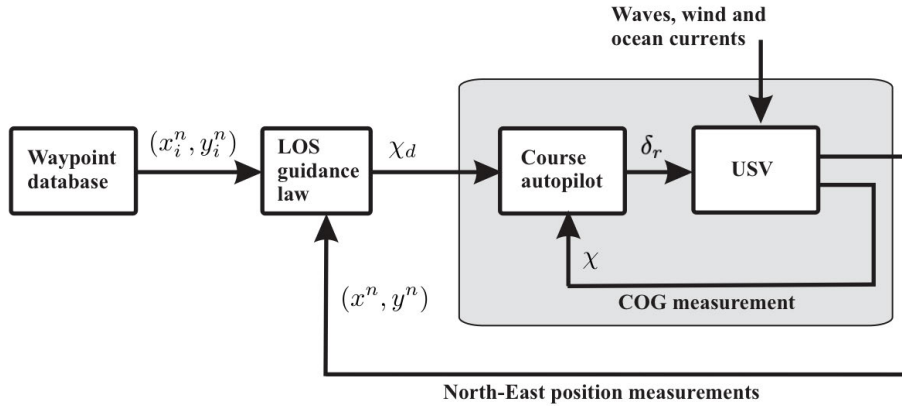 Waves, wind and
ocean currents
Waypoint
database
(x_i^n, y_i^n)
LOS
guidance
law
χ_d
Course
autopilot
δ_r
USV
χ
COG measurement
(x^n, y^n)
North-East position measurements